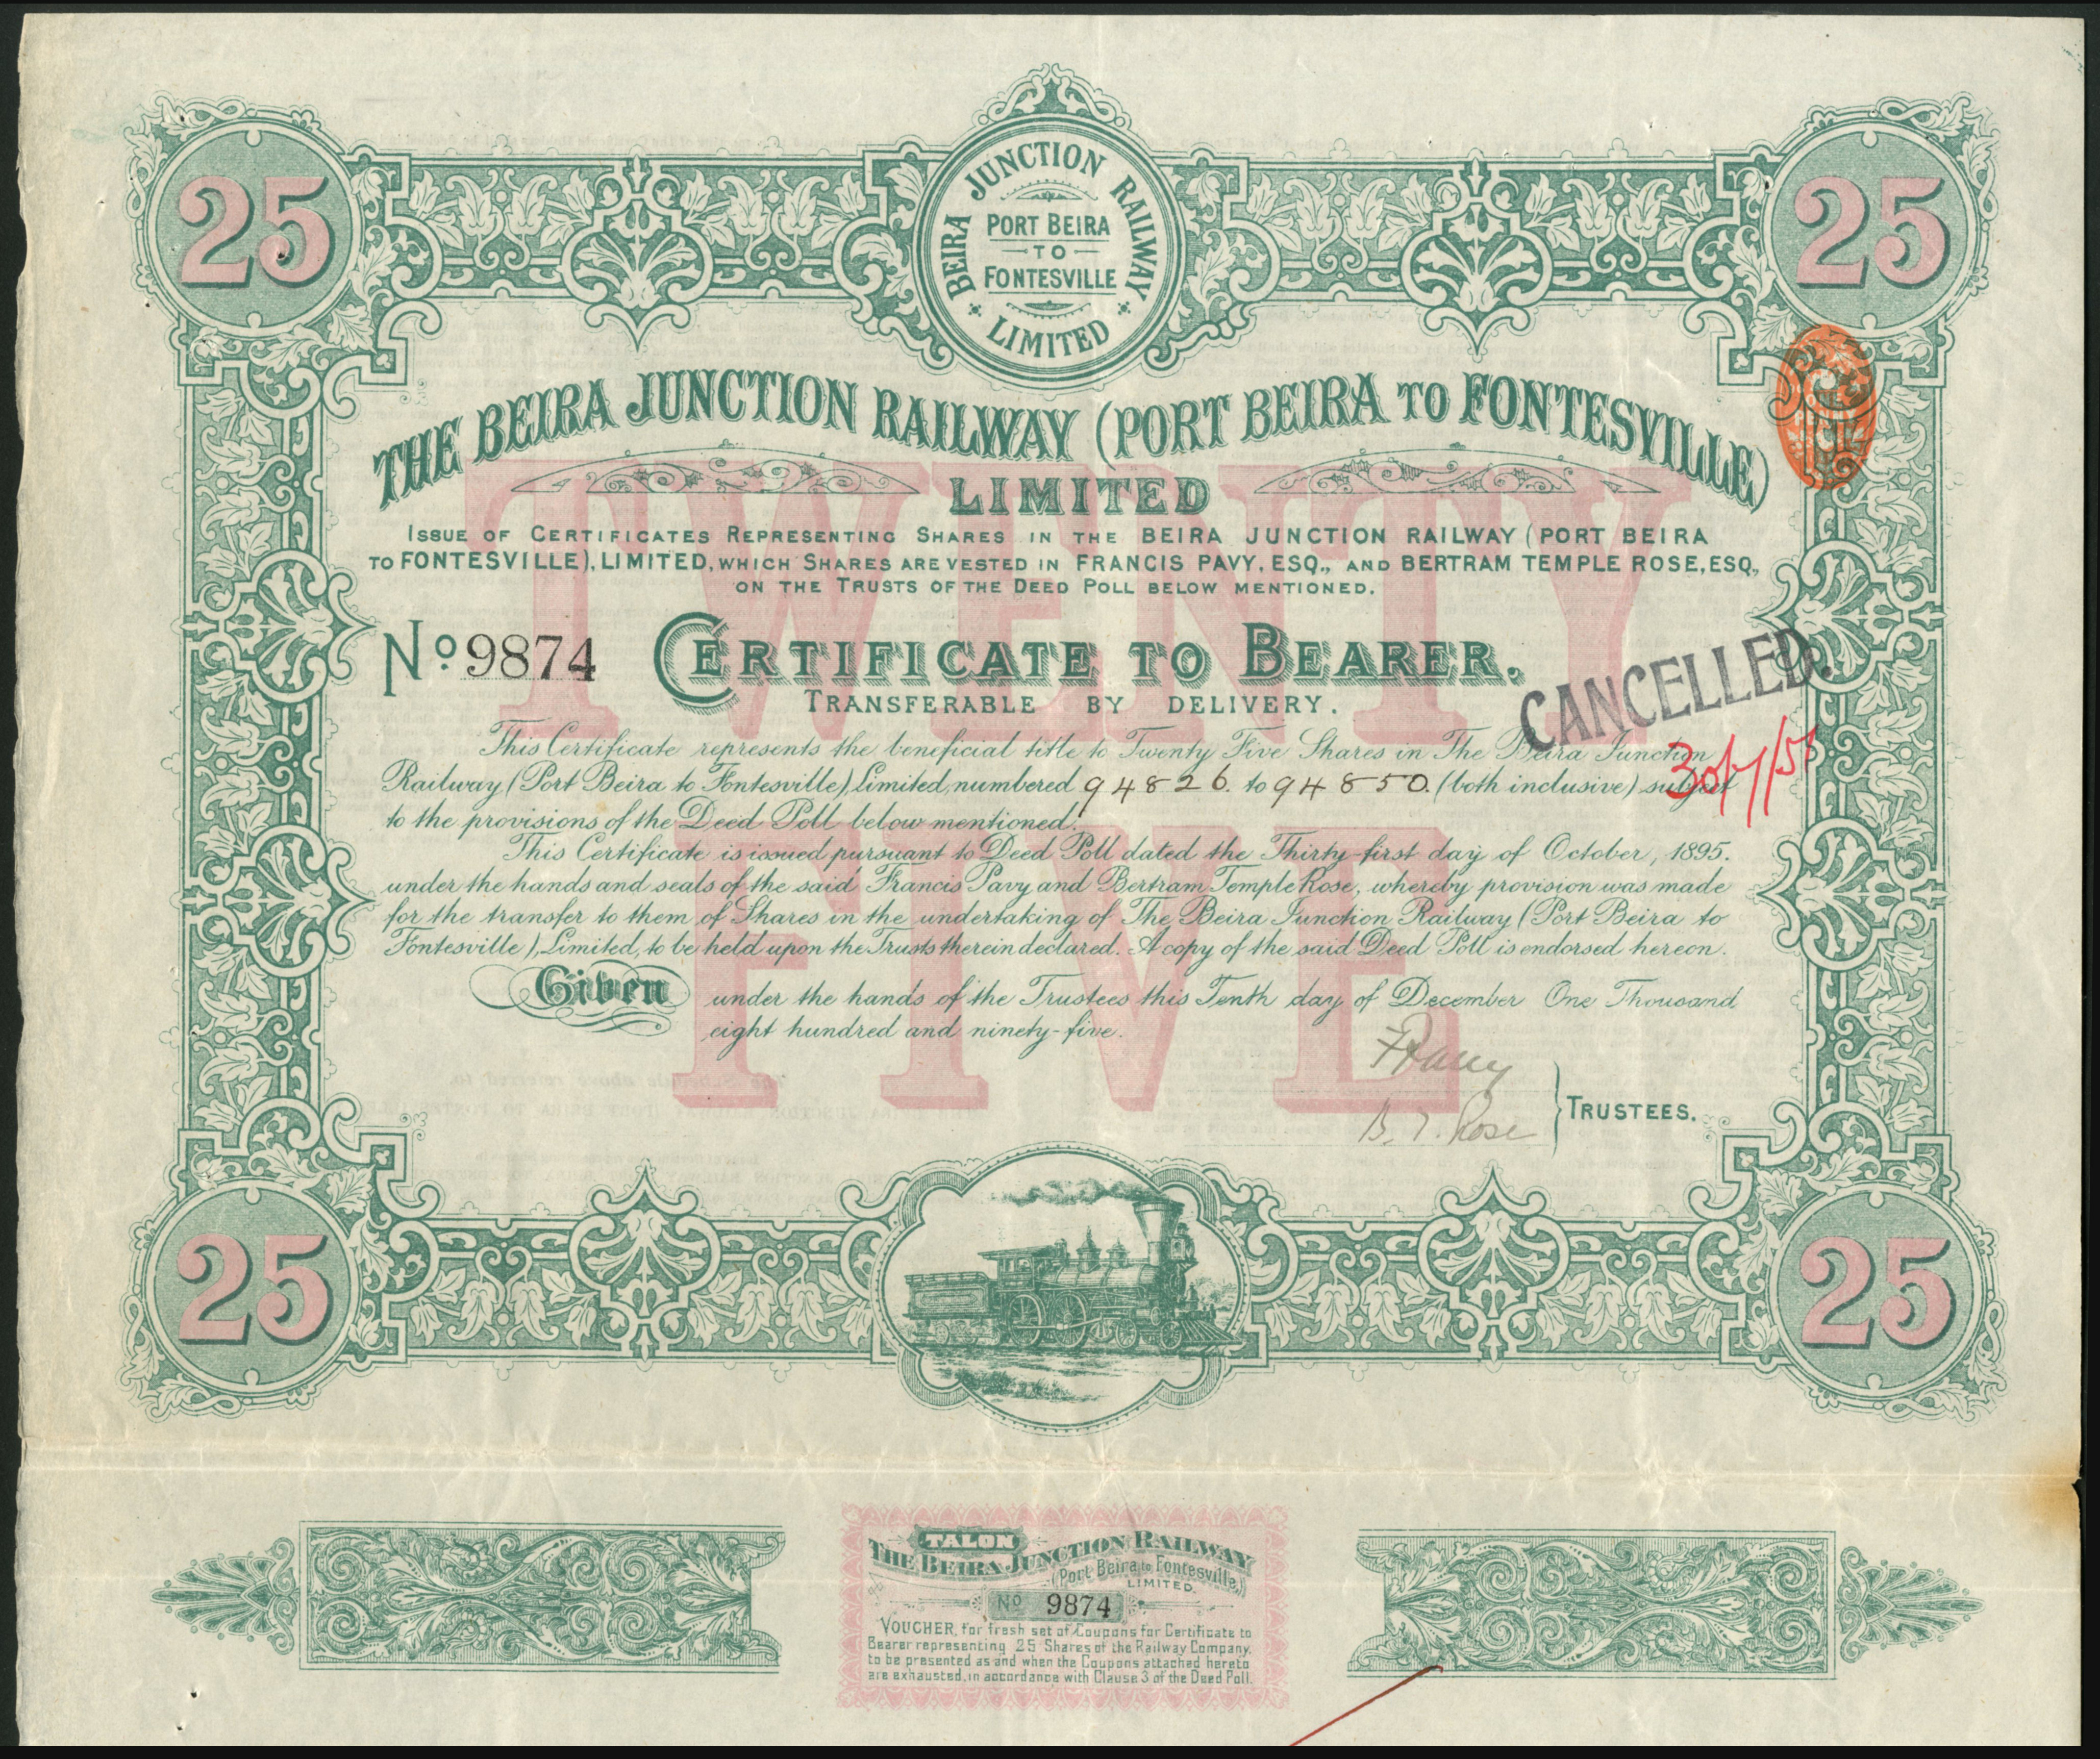 25
BEIRA JUNCTION RAILWAY
PORT BEIRA
TO
FONTESVILLE
LIMITED
25
THE BEIRA JUNCTION RAILWAY (PORT BEIRA TO FONTESVILLE)
LIMITED
TWENTY
FIVE
ISSUE OF CERTIFICATES REPRESENTING SHARES IN THE BEIRA JUNCTION RAILWAY (PORT BEIRA
TO FONTESVILLE), LIMITED, WHICH SHARES ARE VESTED IN FRANCIS PAVY, ESQ., AND BERTRAM TEMPLE ROSE, ESQ.,
ON THE TRUSTS OF THE DEED POLL BELOW MENTIONED.
No 9874 CERTIFICATE TO BEARER.
TRANSFERABLE BY DELIVERY.
CANCELLED.
This Certificate represents the beneficial title to Twenty Five Shares in The Beira Junction
Railway (Port Beira to Fontesville) Limited, numbered 94826. to 94850. (both inclusive) subject
to the provisions of the Deed Poll below mentioned.
This Certificate is issued pursuant to Deed Poll dated the Thirty-first day of October, 1895.
under the hands and seals of the said Francis Pavy and Bertram Temple Rose, whereby provision was made
for the transfer to them of Shares in the undertaking of The Beira Junction Railway (Port Beira to
Fontesville), Limited, to be held upon the Trusts therein declared. A copy of the said Deed Poll is endorsed hereon.
Given under the hands of the Trustees this Tenth day of December One Thousand
eight hundred and ninety-five.
F Pavy
B. T. Rose
TRUSTEES.
25
25
TALON
THE BEIRA JUNCTION RAILWAY
(Port Beira to Fontesville,)
LIMITED.
No 9874
VOUCHER, for fresh set of Coupons for Certificate to
Bearer representing 25 Shares of the Railway Company,
to be presented as and when the Coupons attached hereto
are exhausted, in accordance with Clause 3 of the Deed Poll.